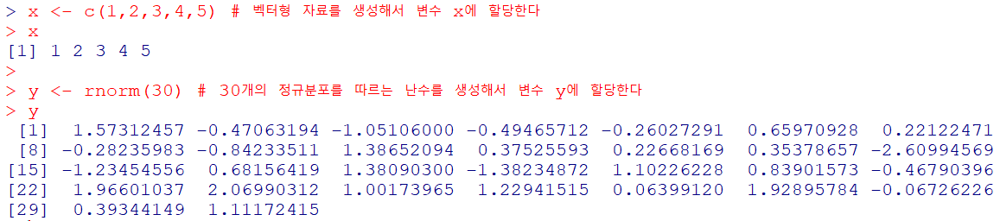 > x <- c(1,2,3,4,5) # 벡터형 자료를 생성해서 변수 x에 할당한다
> x
[1] 1 2 3 4 5
>
> y <- rnorm(30) # 30개의 정규분포를 따르는 난수를 생성해서 변수 y에 할당한다
> y
[1] 1.57312457 -0.47063194 -1.05106000 -0.49465712 -0.26027291 0.65970928 0.22122471
[8] -0.28235983 -0.84233511 1.38652094 0.37525593 0.22668169 0.35378657 -2.60994569
[15] -1.23454556 0.68156419 1.38090300 -1.38234872 1.10226228 0.83901573 -0.46790396
[22] 1.96601037 2.06990312 1.00173965 1.22941515 0.06399120 1.92895784 -0.06726226
[29] 0.39344149 1.11172415